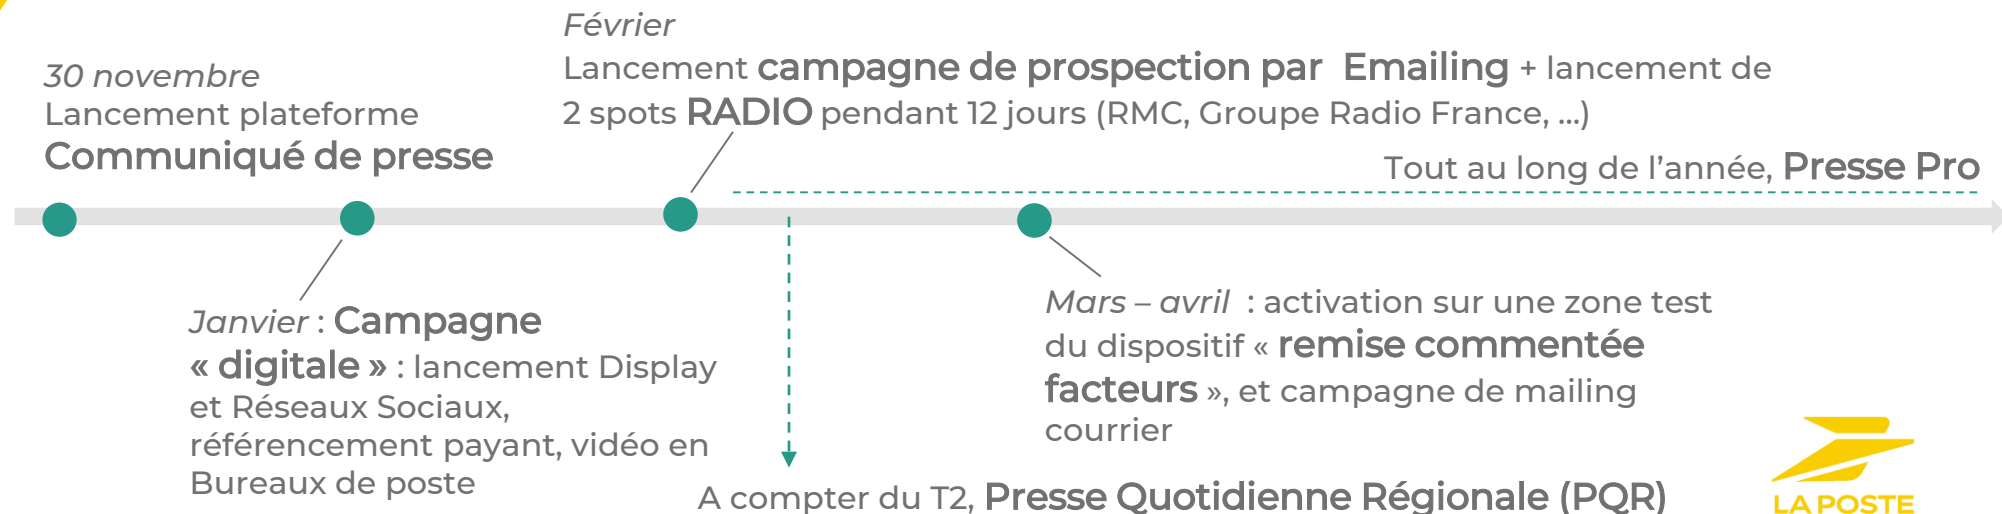 30 novembre
Lancement plateforme
Communiqué de presse
Février
Lancement campagne de prospection par Emailing + lancement de
2 spots RADIO pendant 12 jours (RMC, Groupe Radio France, ...)
Tout au long de l'année, Presse Pro
Janvier : Campagne
« digitale » : lancement Display
et Réseaux Sociaux,
référencement payant, vidéo en
Bureaux de poste
Mars – avril : activation sur une zone test
du dispositif « remise commentée
facteurs », et campagne de mailing
courrier
A compter du T2, Presse Quotidienne Régionale (PQR)
LA POSTE